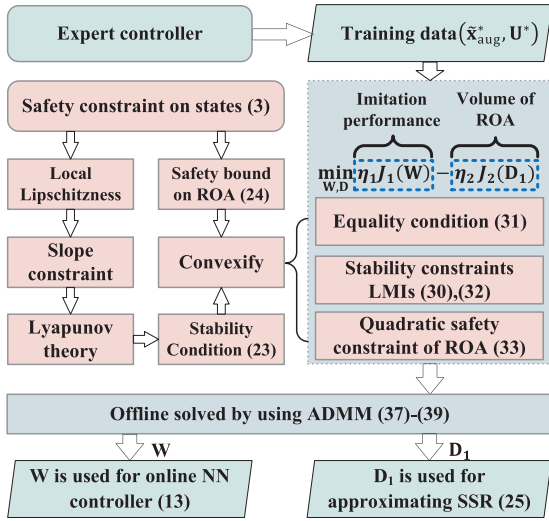 Expert controller
Training data(x̃*aug, U*)
Safety constraint on states (3)
Local
Lipschitzness
Safety bound
on ROA (24)
Slope
constraint
Convexify
Lyapunov
theory
Stability
Condition (23)
Imitation
performance
Volume of
ROA
min W,D η₁J₁(W) − η₂J₂(D₁)
Equality condition (31)
Stability constraints
LMIs (30),(32)
Quadratic safety
constraint of ROA (33)
Offline solved by using ADMM (37)-(39)
W
D₁
W is used for online NN
controller (13)
D₁ is used for
approximating SSR (25)